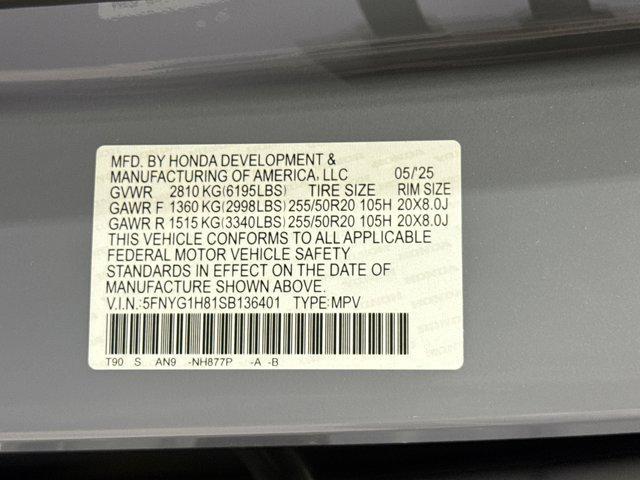 MFD. BY HONDA DEVELOPMENT &
MANUFACTURING OF AMERICA, LLC 05/'25
GVWR 2810 KG(6195LBS) TIRE SIZE RIM SIZE
GAWR F 1360 KG(2998LBS) 255/50R20 105H 20X8.0J
GAWR R 1515 KG(3340LBS) 255/50R20 105H 20X8.0J
THIS VEHICLE CONFORMS TO ALL APPLICABLE
FEDERAL MOTOR VEHICLE SAFETY
STANDARDS IN EFFECT ON THE DATE OF
MANUFACTURE SHOWN ABOVE.
V.I.N.:5FNYG1H81SB136401 TYPE:MPV
T90 S AN9 -NH877P -A -B